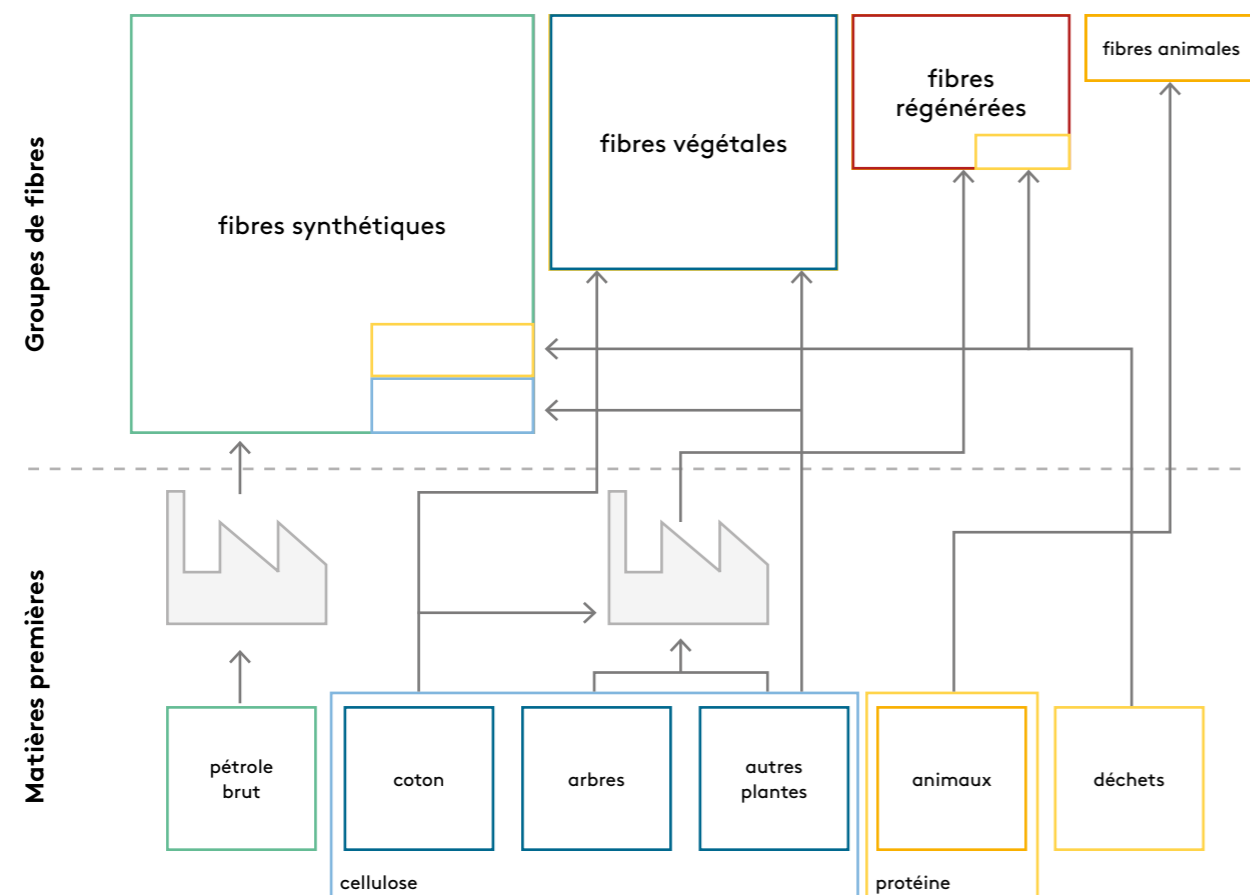 Groupes de fibres
fibres synthétiques
fibres végétales
fibres
régénérées
fibres animales
Matières premières
pétrole
brut
coton
arbres
autres
plantes
animaux
déchets
cellulose
protéine